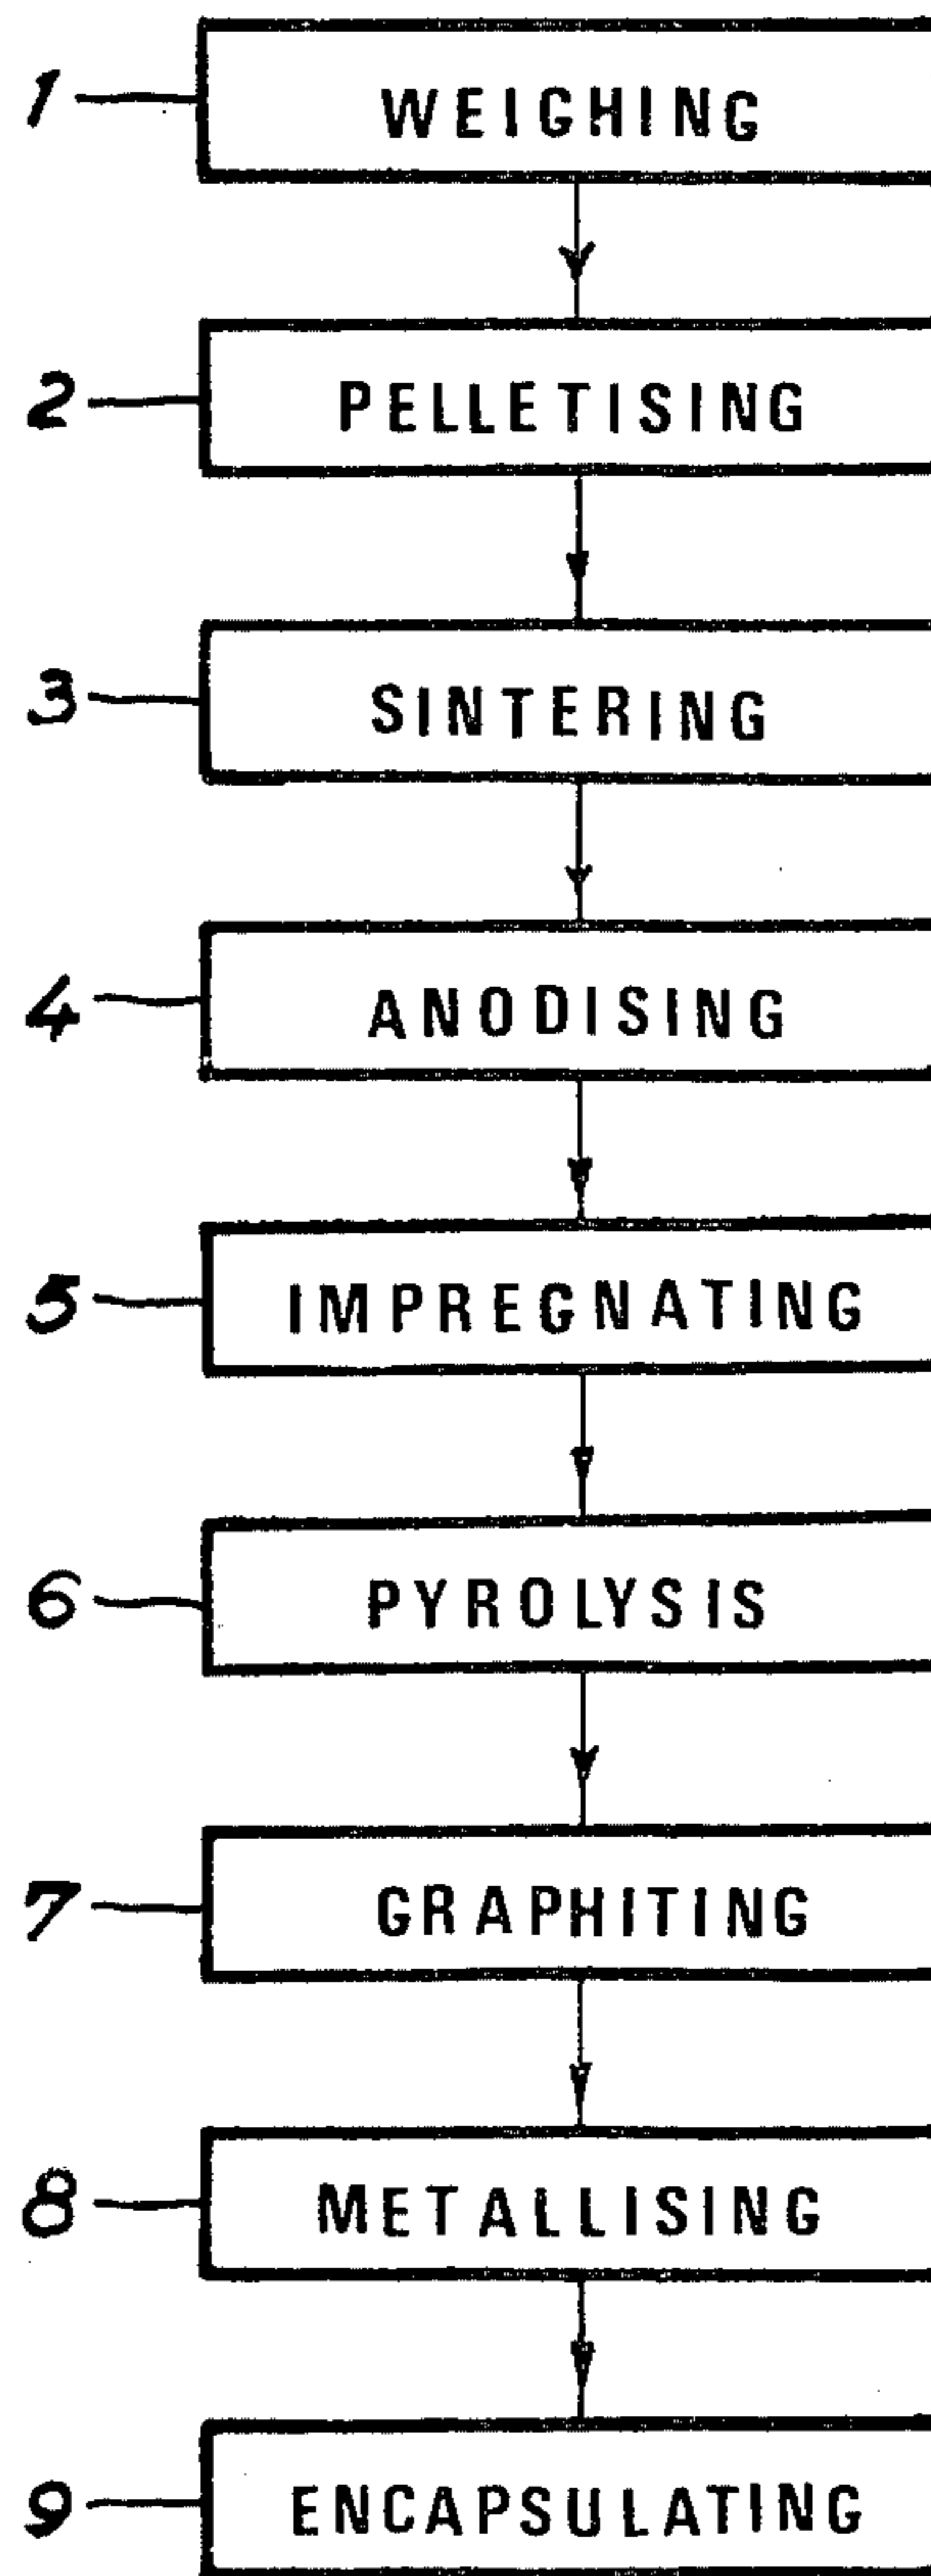 1 WEIGHING
2 PELLETISING
3 SINTERING
4 ANODISING
5 IMPREGNATING
6 PYROLYSIS
7 GRAPHITING
8 METALLISING
9 ENCAPSULATING